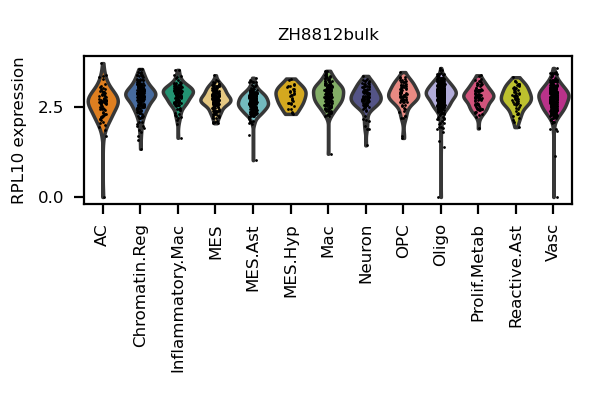 ZH8812bulk
RPL10 expression
2.5
0.0
AC
Chromatin.Reg
Inflammatory.Mac
MES
MES.Ast
MES.Hyp
Mac
Neuron
OPC
Oligo
Prolif.Metab
Reactive.Ast
Vasc